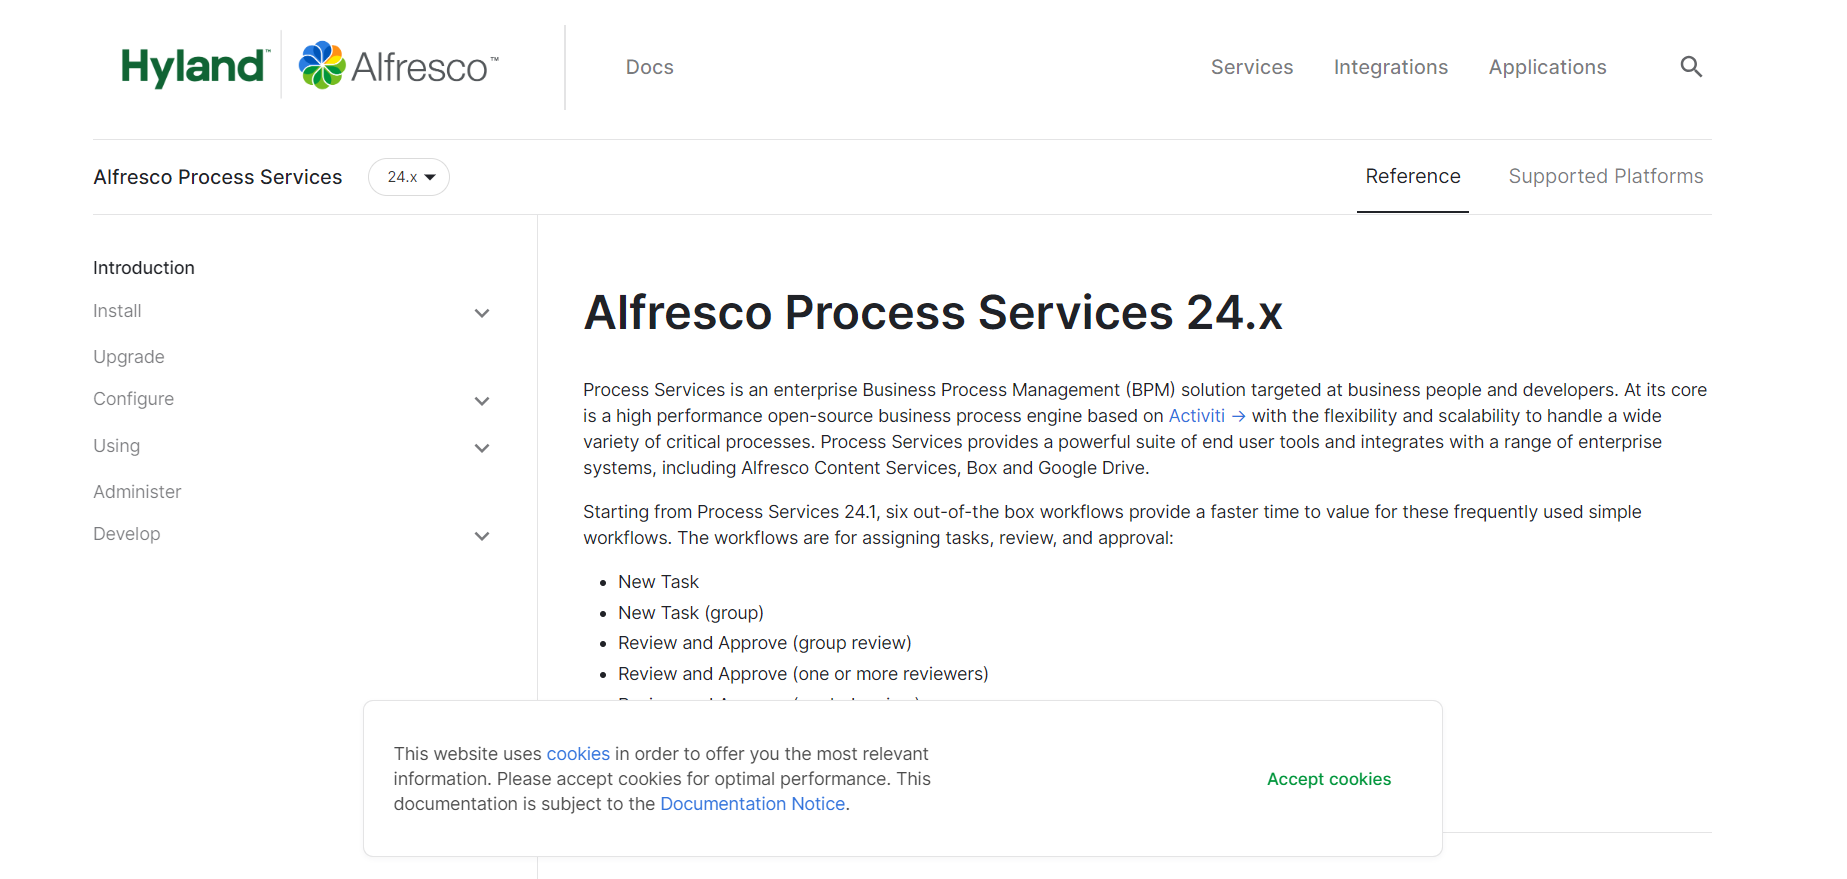 Hyland™ Alfresco™ Docs Services Integrations Applications
Alfresco Process Services 24.x Reference Supported Platforms
Introduction
Install
Upgrade
Configure
Using
Administer
Develop
Alfresco Process Services 24.x
Process Services is an enterprise Business Process Management (BPM) solution targeted at business people and developers. At its core
is a high performance open-source business process engine based on Activiti → with the flexibility and scalability to handle a wide
variety of critical processes. Process Services provides a powerful suite of end user tools and integrates with a range of enterprise
systems, including Alfresco Content Services, Box and Google Drive.
Starting from Process Services 24.1, six out-of-the box workflows provide a faster time to value for these frequently used simple
workflows. The workflows are for assigning tasks, review, and approval:
• New Task
• New Task (group)
• Review and Approve (group review)
• Review and Approve (one or more reviewers)
This website uses cookies in order to offer you the most relevant
information. Please accept cookies for optimal performance. This
documentation is subject to the Documentation Notice.
Accept cookies